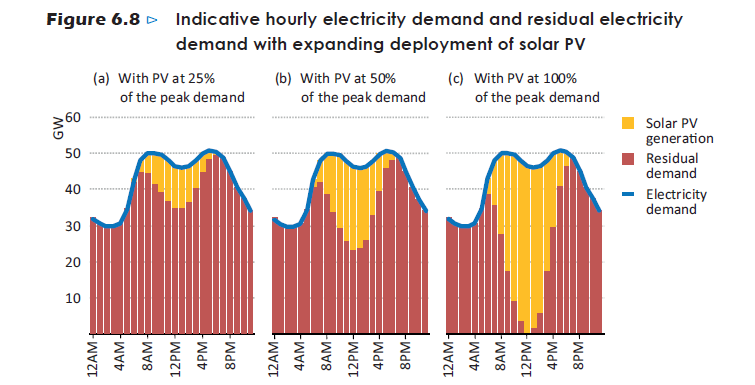 Figure 6.8 ▷ Indicative hourly electricity demand and residual electricity
demand with expanding deployment of solar PV
(a) With PV at 25%
of the peak demand
(b) With PV at 50%
of the peak demand
(c) With PV at 100%
of the peak demand
GW
60
50
40
30
20
10
12AM
4AM
8AM
12PM
4PM
8PM
12AM
4AM
8AM
12PM
4PM
8PM
12AM
4AM
8AM
12PM
4PM
8PM
Solar PV
generation
Residual
demand
Electricity
demand